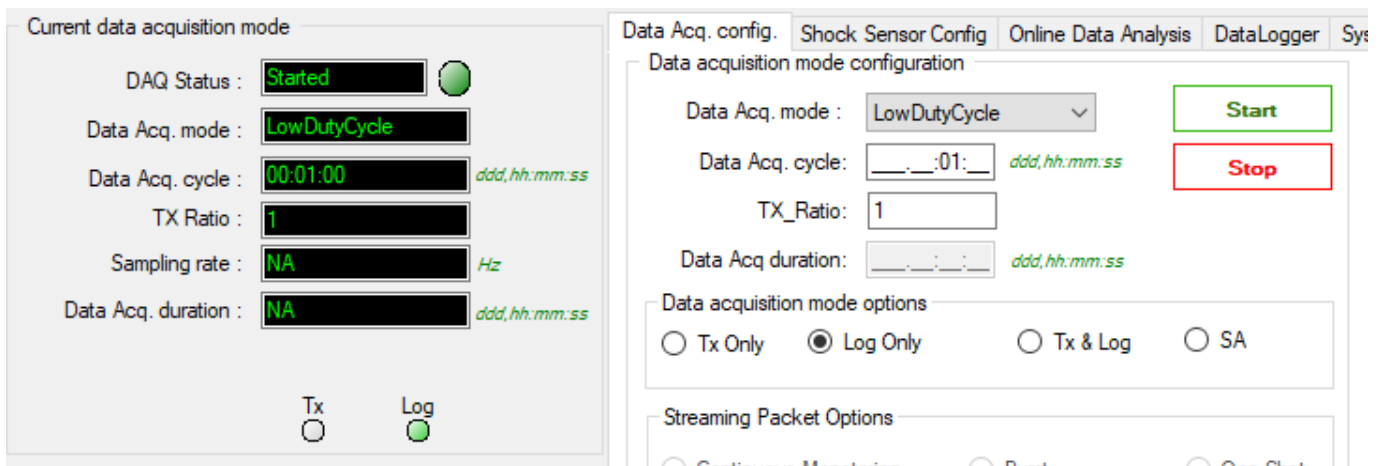 Current data acquisition mode
DAQ Status :
Started
Data Acq. mode :
LowDutyCycle
Data Acq. cycle :
00:01:00
ddd,hh:mm:ss
TX Ratio :
1
Sampling rate :
NA
Hz
Data Acq. duration :
NA
ddd,hh:mm:ss
Tx
Log
Data Acq. config.
Shock Sensor Config
Online Data Analysis
DataLogger
Sys
Data acquisition mode configuration
Data Acq. mode :
LowDutyCycle
Start
Data Acq. cycle:
___.__:01:__
ddd,hh:mm:ss
Stop
TX_Ratio:
1
Data Acq duration:
___.__:__:__
ddd,hh:mm:ss
Data acquisition mode options
Tx Only
Log Only
Tx & Log
SA
Streaming Packet Options